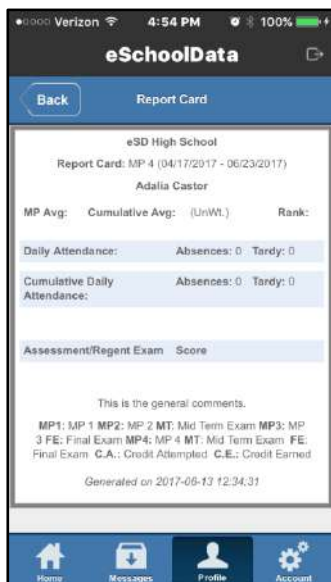 Verizon 4:54 PM 100%
eSchoolData
Back Report Card
eSD High School
Report Card: MP 4 (04/17/2017 - 06/23/2017)
Adalia Castor
MP Avg: Cumulative Avg: (UnWt.) Rank:
Daily Attendance: Absences: 0 Tardy: 0
Cumulative Daily Absences: 0 Tardy: 0
Attendance:
Assessment/Regent Exam Score
This is the general comments.
MP1: MP 1 MP2: MP 2 MT: Mid Term Exam MP3: MP
3 FE: Final Exam MP4: MP 4 MT: Mid Term Exam FE:
Final Exam C.A.: Credit Attempted C.E.: Credit Earned
Generated on 2017-06-13 12:34:31
Home Messages Profile Account